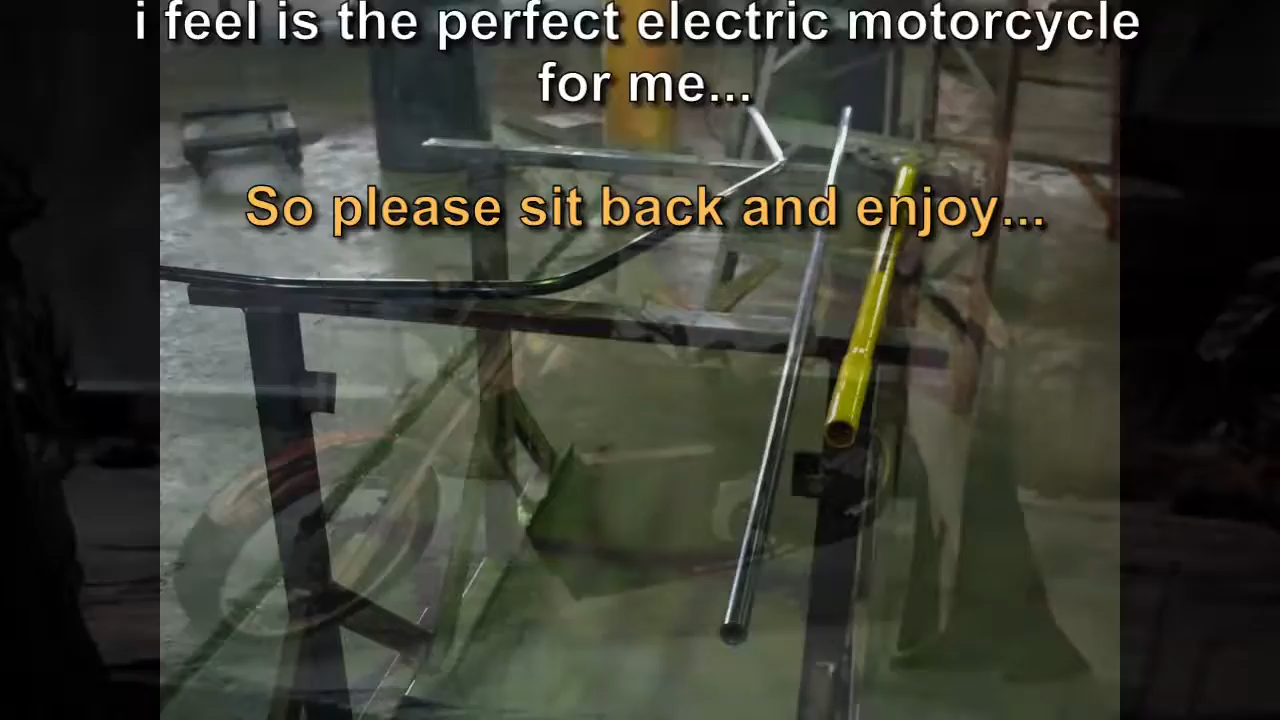 i feel is the perfect electric motorcycle
for me...
So please sit back and enjoy...